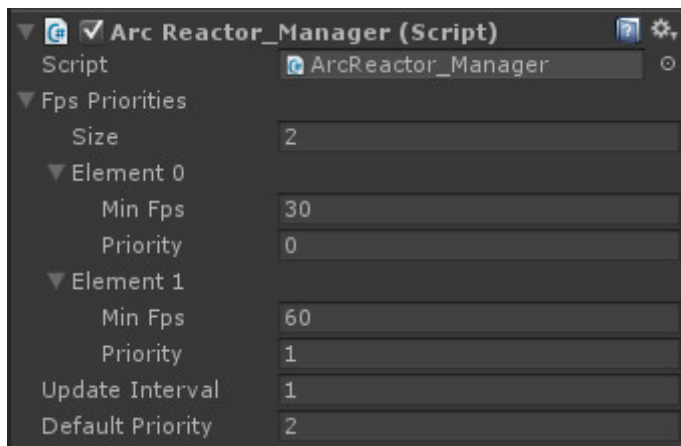 Arc Reactor_Manager (Script)
Script ArcReactor_Manager
Fps Priorities
Size 2
Element 0
Min Fps 30
Priority 0
Element 1
Min Fps 60
Priority 1
Update Interval 1
Default Priority 2